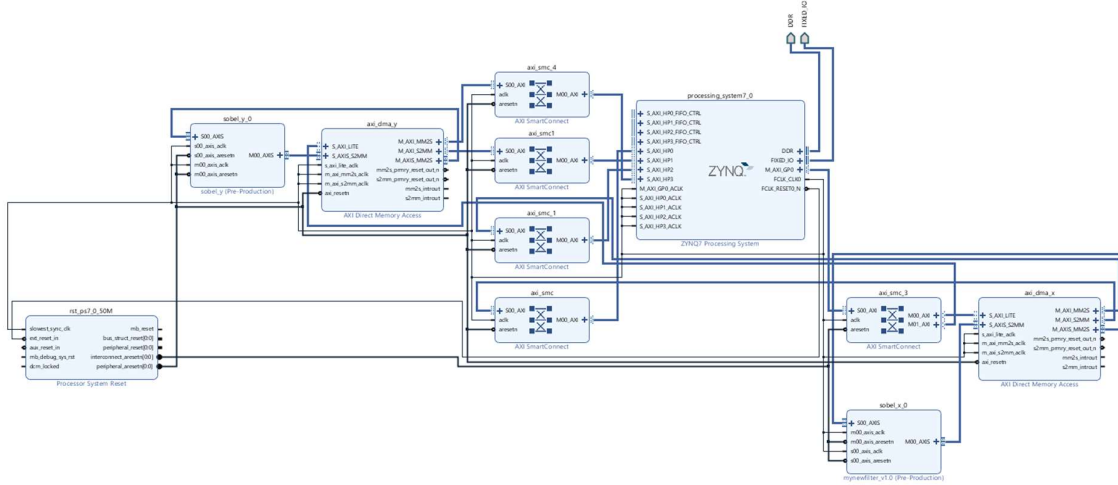 DDR
FIXED_IO
axi_smc_4
S00_AXI
aclk
aresetn
M00_AXI
AXI SmartConnect
sobel_y_0
S00_AXIS
s00_axis_aclk
s00_axis_aresetn
m00_axis_aclk
m00_axis_aresetn
M00_AXIS
sobel_y (Pre-Production)
axi_dma_y
S_AXI_LITE
S_AXIS_S2MM
s_axi_lite_aclk
m_axi_mm2s_aclk
m_axi_s2mm_aclk
axi_resetn
M_AXI_MM2S
M_AXI_S2MM
M_AXIS_MM2S
mm2s_prmry_reset_out_n
s2mm_prmry_reset_out_n
mm2s_introut
s2mm_introut
AXI Direct Memory Access
axi_smc1
S00_AXI
aclk
aresetn
M00_AXI
AXI SmartConnect
processing_system7_0
S_AXI_HP0_FIFO_CTRL
S_AXI_HP1_FIFO_CTRL
S_AXI_HP2_FIFO_CTRL
S_AXI_HP3_FIFO_CTRL
S_AXI_HP0
S_AXI_HP1
S_AXI_HP2
S_AXI_HP3
M_AXI_GP0_ACLK
S_AXI_HP0_ACLK
S_AXI_HP1_ACLK
S_AXI_HP2_ACLK
S_AXI_HP3_ACLK
ZYNQ
DDR
FIXED_IO
M_AXI_GP0
FCLK_CLK0
FCLK_RESET0_N
ZYNQ7 Processing System
axi_smc_1
S00_AXI
aclk
aresetn
M00_AXI
AXI SmartConnect
axi_smc
S00_AXI
aclk
aresetn
M00_AXI
AXI SmartConnect
rst_ps7_0_50M
slowest_sync_clk
ext_reset_in
aux_reset_in
mb_debug_sys_rst
dcm_locked
mb_reset
bus_struct_reset[0:0]
peripheral_reset[0:0]
interconnect_aresetn[0:0]
peripheral_aresetn[0:0]
Processor System Reset
axi_smc_3
S00_AXI
aclk
aresetn
M00_AXI
M01_AXI
AXI SmartConnect
axi_dma_x
S_AXI_LITE
S_AXIS_S2MM
s_axi_lite_aclk
m_axi_mm2s_aclk
m_axi_s2mm_aclk
axi_resetn
M_AXI_MM2S
M_AXI_S2MM
M_AXIS_MM2S
mm2s_prmry_reset_out_n
s2mm_prmry_reset_out_n
mm2s_introut
s2mm_introut
AXI Direct Memory Access
sobel_x_0
S00_AXIS
m00_axis_aclk
m00_axis_aresetn
s00_axis_aclk
s00_axis_aresetn
M00_AXIS
mynewfilter_v1.0 (Pre-Production)